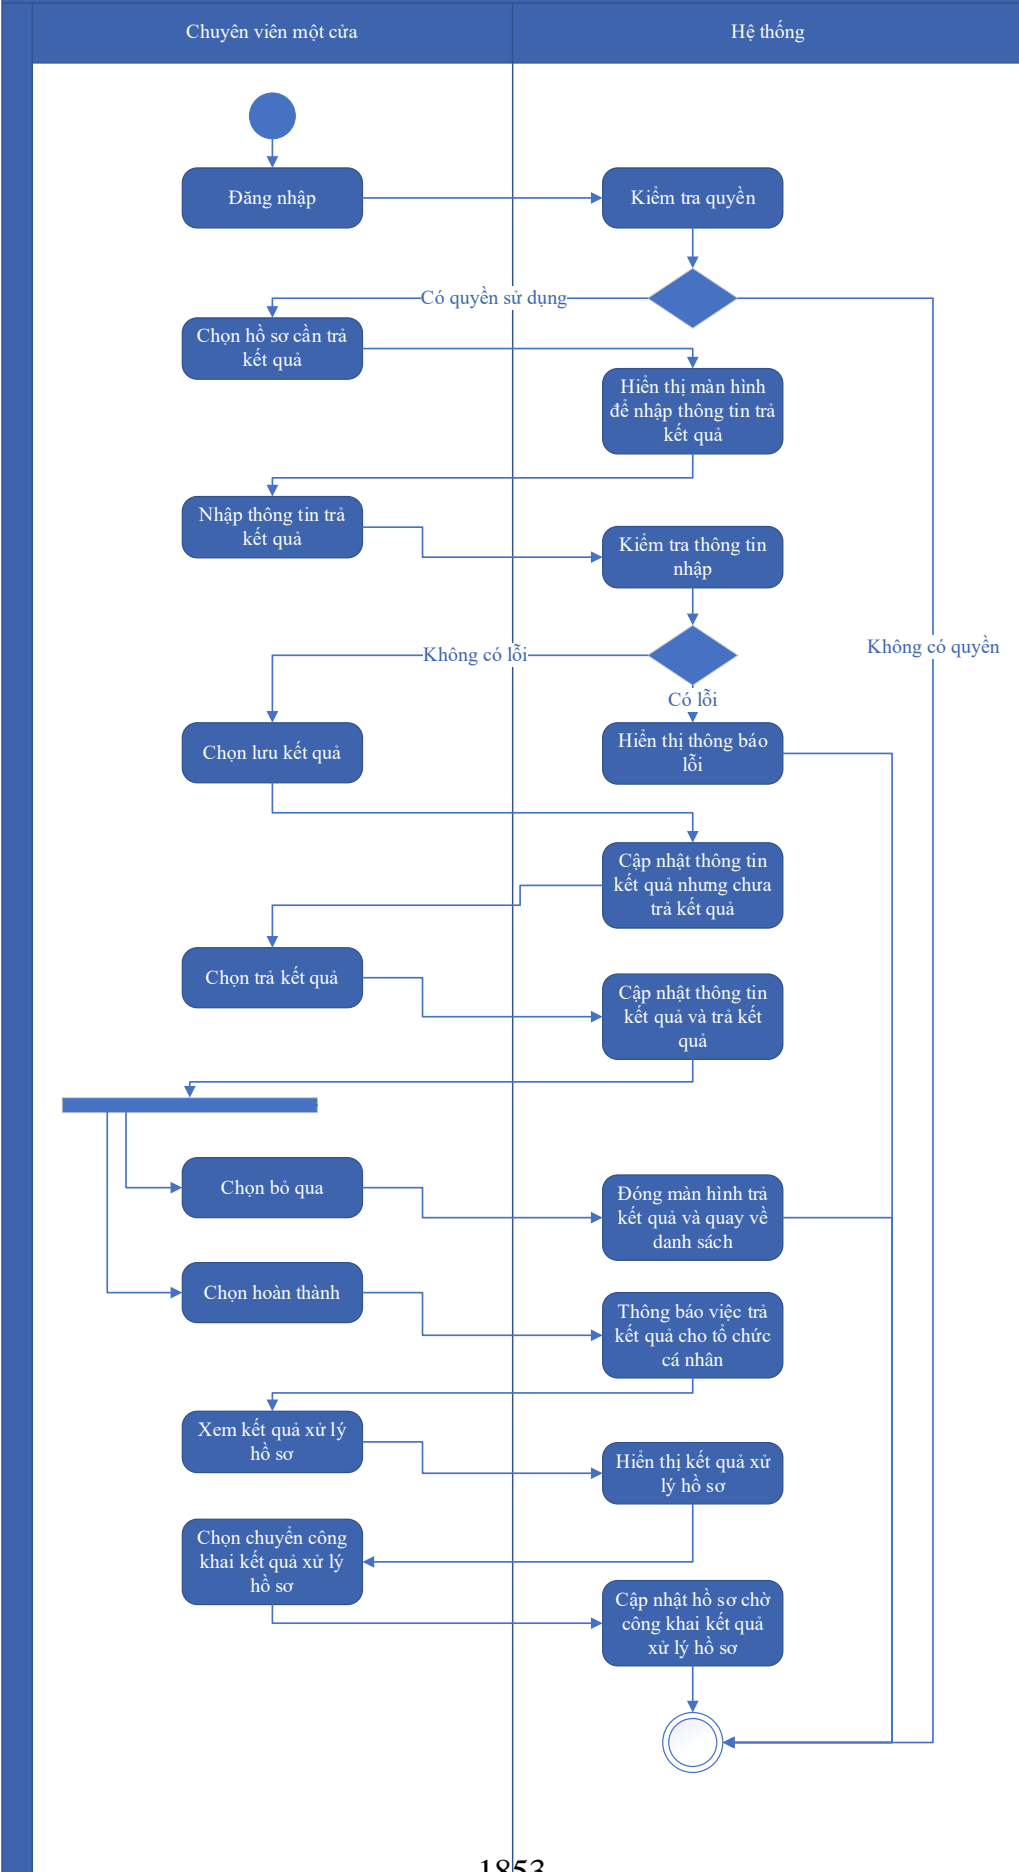 Chuyên viên một cửa
Hệ thống
Đăng nhập
Kiểm tra quyền
Có quyền sử dụng
Chọn hồ sơ cần trả
kết quả
Hiển thị màn hình
để nhập thông tin trả
kết quả
Nhập thông tin trả
kết quả
Kiểm tra thông tin
nhập
Không có quyền
Không có lỗi
Có lỗi
Chọn lưu kết quả
Hiển thị thông báo
lỗi
Cập nhật thông tin
kết quả nhưng chưa
trả kết quả
Chọn trả kết quả
Cập nhật thông tin
kết quả và trả kết
quả
Chọn bỏ qua
Đóng màn hình trả
kết quả và quay về
danh sách
Chọn hoàn thành
Thông báo việc trả
kết quả cho tổ chức
cá nhân
Xem kết quả xử lý
hồ sơ
Hiển thị kết quả xử
lý hồ sơ
Chọn chuyển công
khai kết quả xử lý
hồ sơ
Cập nhật hồ sơ chờ
công khai kết quả
xử lý hồ sơ
1853